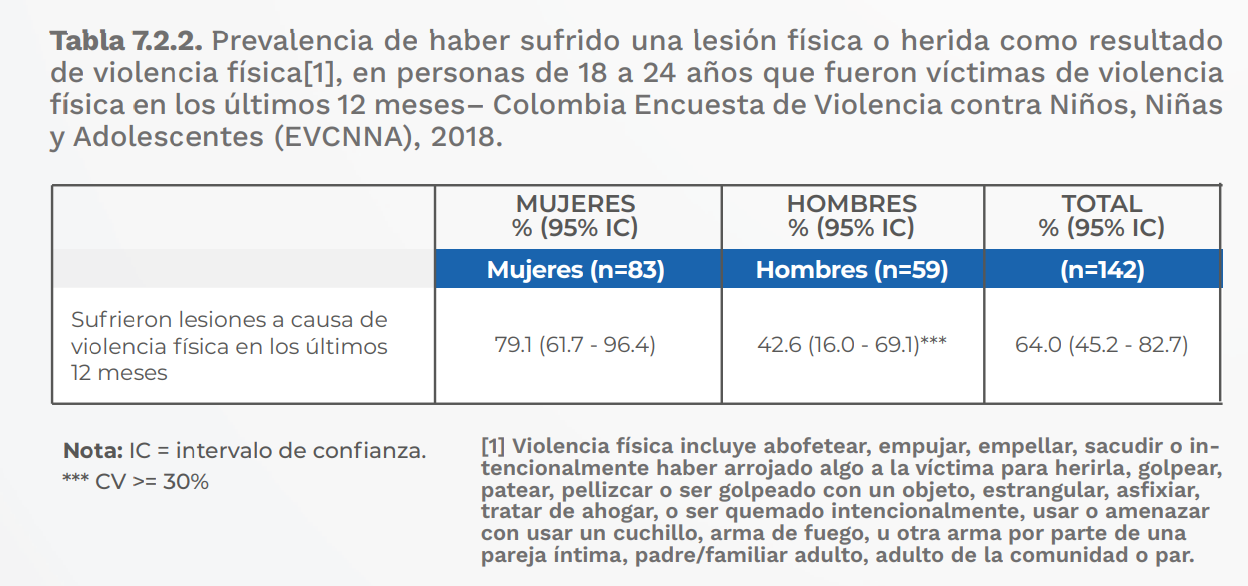 Tabla 7.2.2. Prevalencia de haber sufrido una lesión física o herida como resultado
de violencia física[1], en personas de 18 a 24 años que fueron víctimas de violencia
física en los últimos 12 meses– Colombia Encuesta de Violencia contra Niños, Niñas
y Adolescentes (EVCNNA), 2018.
MUJERES
% (95% IC)
HOMBRES
% (95% IC)
TOTAL
% (95% IC)
Mujeres (n=83)
Hombres (n=59)
(n=142)
Sufrieron lesiones a causa de
violencia física en los últimos
12 meses
79.1 (61.7 - 96.4)
42.6 (16.0 - 69.1)***
64.0 (45.2 - 82.7)
Nota: IC = intervalo de confianza.
*** CV >= 30%
[1] Violencia física incluye abofetear, empujar, empellar, sacudir o in-
tencionalmente haber arrojado algo a la víctima para herirla, golpear,
patear, pellizcar o ser golpeado con un objeto, estrangular, asfixiar,
tratar de ahogar, o ser quemado intencionalmente, usar o amenazar
con usar un cuchillo, arma de fuego, u otra arma por parte de una
pareja íntima, padre/familiar adulto, adulto de la comunidad o par.